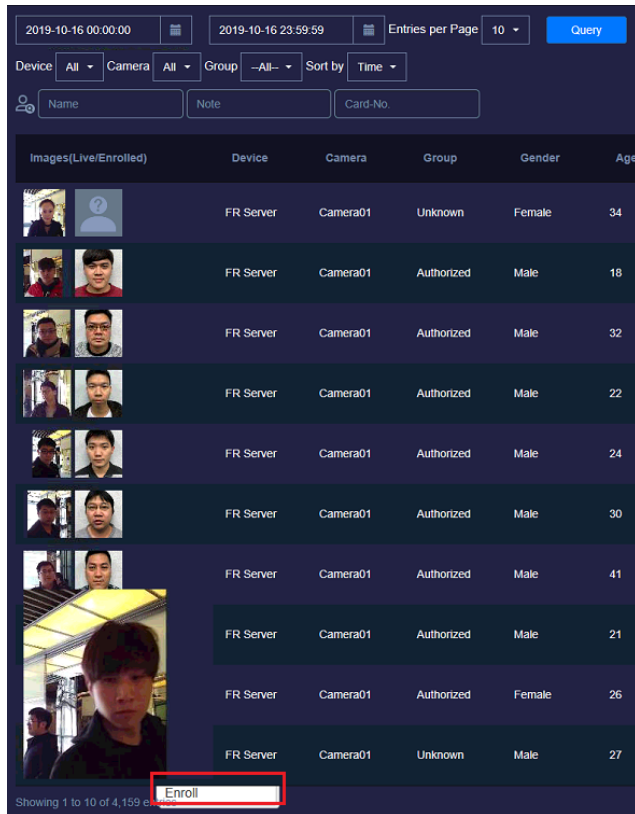 2019-10-16 00:00:00 2019-10-16 23:59:59 Entries per Page 10 Query
Device All Camera All Group --All-- Sort by Time
Name Note Card-No.
Images(Live/Enrolled) Device Camera Group Gender Age
FR Server Camera01 Unknown Female 34
FR Server Camera01 Authorized Male 18
FR Server Camera01 Authorized Male 32
FR Server Camera01 Authorized Male 22
FR Server Camera01 Authorized Male 24
FR Server Camera01 Authorized Male 30
FR Server Camera01 Authorized Male 41
FR Server Camera01 Authorized Male 21
FR Server Camera01 Authorized Female 26
FR Server Camera01 Unknown Male 27
Enroll
Showing 1 to 10 of 4,159 entries